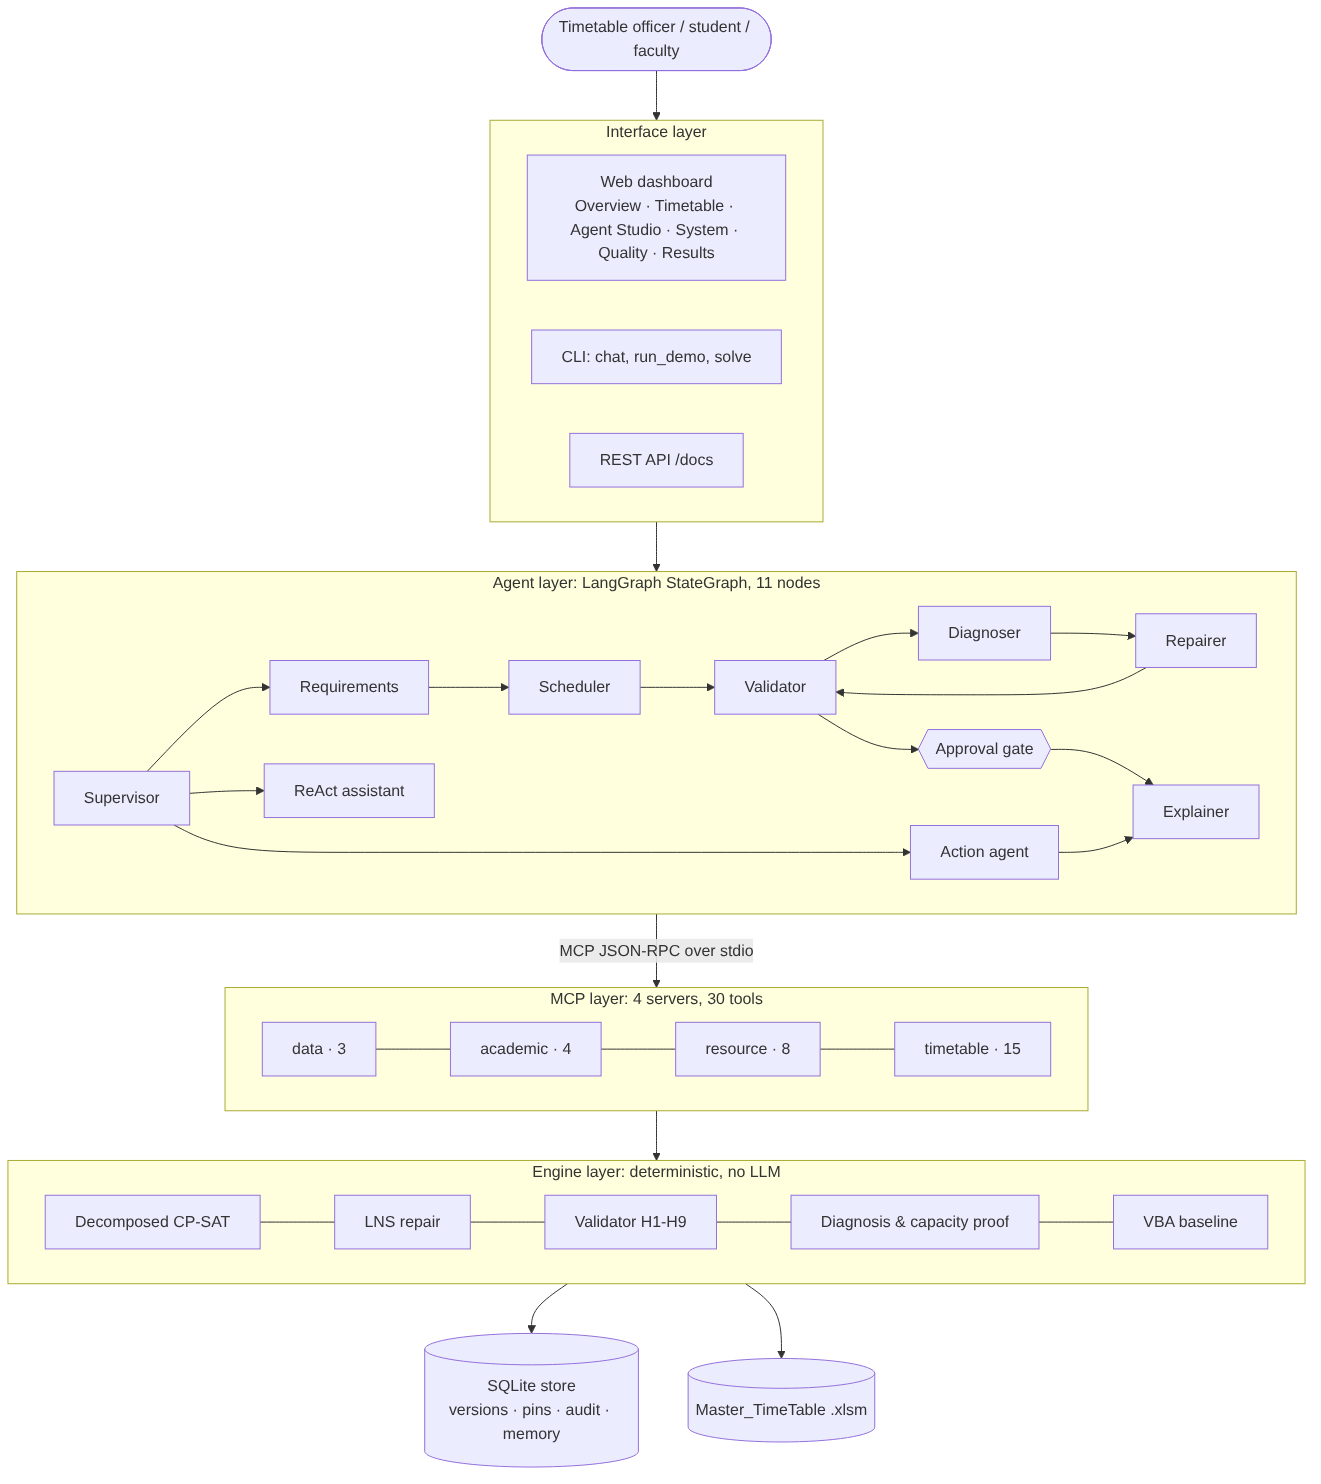 Timetable officer / student /
faculty
Interface layer
Web dashboard
Overview · Timetable ·
Agent Studio · System ·
Quality · Results
CLI: chat, run_demo, solve
REST API /docs
Agent layer: LangGraph StateGraph, 11 nodes
Diagnoser
Repairer
Requirements
Scheduler
Validator
Approval gate
Supervisor
ReAct assistant
Explainer
Action agent
MCP JSON-RPC over stdio
MCP layer: 4 servers, 30 tools
data · 3
academic · 4
resource · 8
timetable · 15
Engine layer: deterministic, no LLM
Decomposed CP-SAT
LNS repair
Validator H1-H9
Diagnosis & capacity proof
VBA baseline
SQLite store
versions · pins · audit ·
memory
Master_TimeTable .xlsm